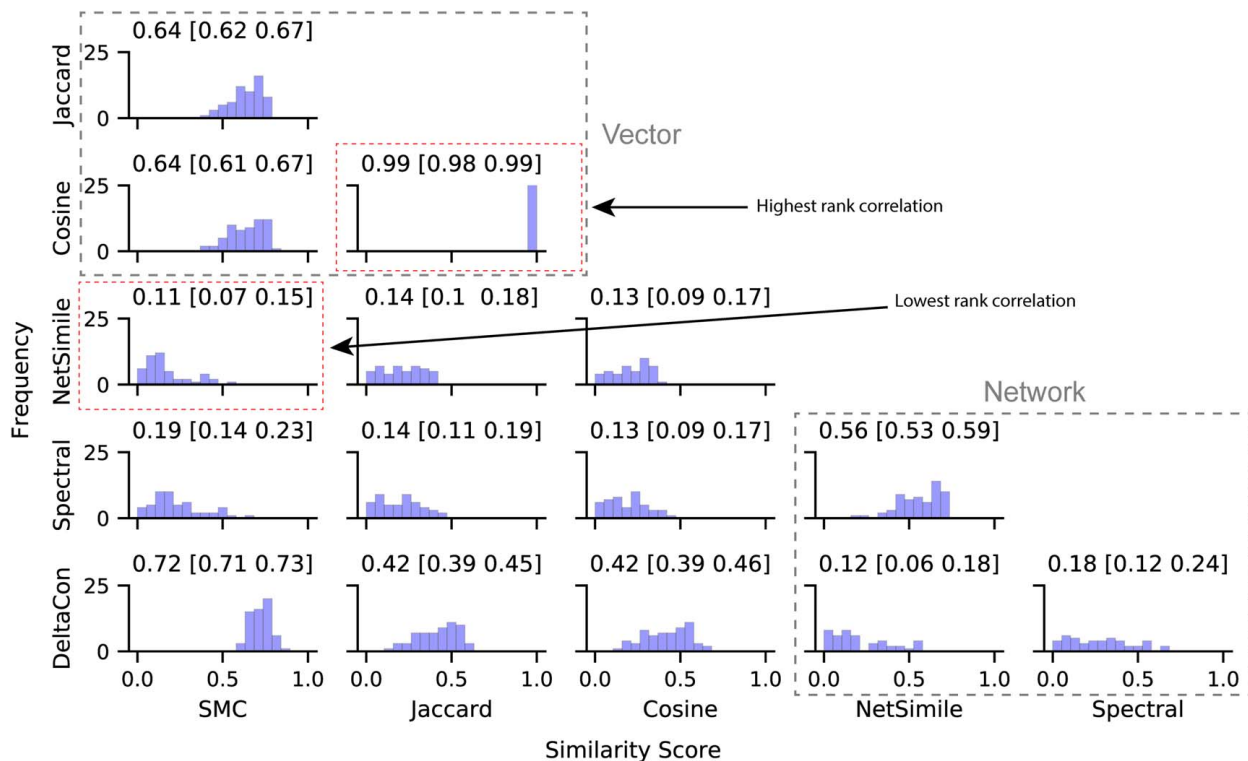 0.64 [0.62 0.67]
Jaccard
25
0
Vector
0.64 [0.61 0.67]
0.99 [0.98 0.99]
Cosine
25
0
Highest rank correlation
0.11 [0.07 0.15]
0.14 [0.1  0.18]
0.13 [0.09 0.17]
Lowest rank correlation
Frequency
NetSimile
25
0
Network
0.19 [0.14 0.23]
0.14 [0.11 0.19]
0.13 [0.09 0.17]
0.56 [0.53 0.59]
Spectral
25
0
0.72 [0.71 0.73]
0.42 [0.39 0.45]
0.42 [0.39 0.46]
0.12 [0.06 0.18]
0.18 [0.12 0.24]
DeltaCon
25
0
0.0 0.5 1.0
0.0 0.5 1.0
0.0 0.5 1.0
0.0 0.5 1.0
0.0 0.5 1.0
SMC
Jaccard
Cosine
NetSimile
Spectral
Similarity Score